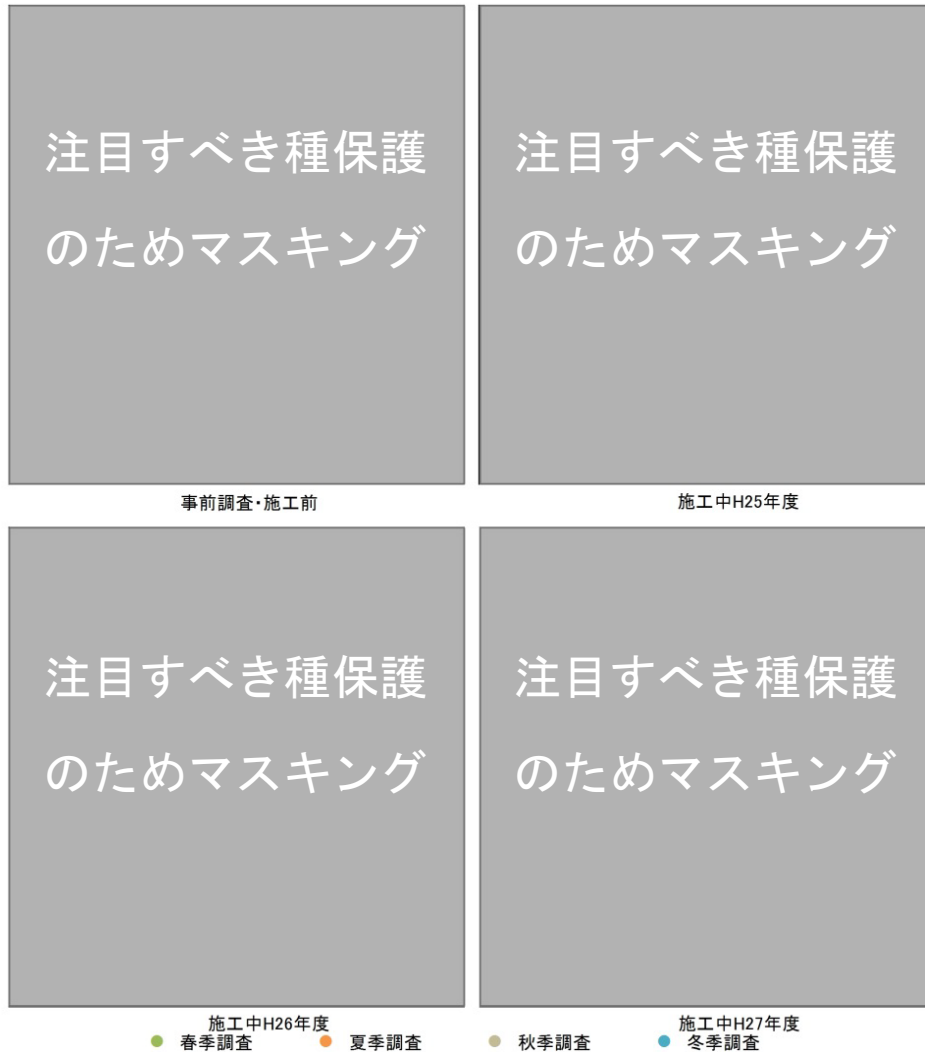 注目すべき種保護
のためマスキング
注目すべき種保護
のためマスキング
事前調査・施工前
施工中H25年度
注目すべき種保護
のためマスキング
注目すべき種保護
のためマスキング
施工中H26年度
施工中H27年度
春季調査 夏季調査 秋季調査 冬季調査